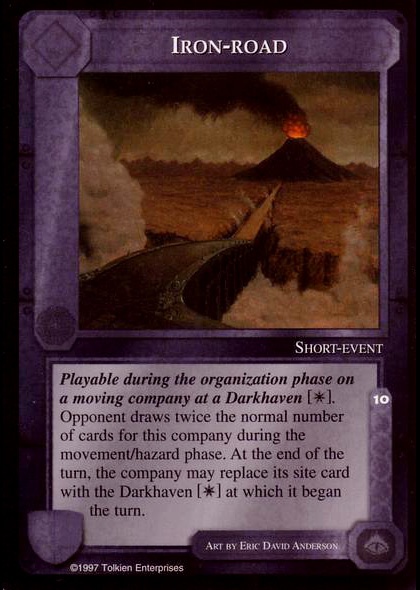 IRON-ROAD
SHORT-EVENT
Playable during the organization phase on
a moving company at a Darkhaven [✶].
Opponent draws twice the normal number
of cards for this company during the
movement/hazard phase. At the end of the
turn, the company may replace its site card
with the Darkhaven [✶] at which it began
the turn.
10
ART BY ERIC DAVID ANDERSON
©1997 Tolkien Enterprises